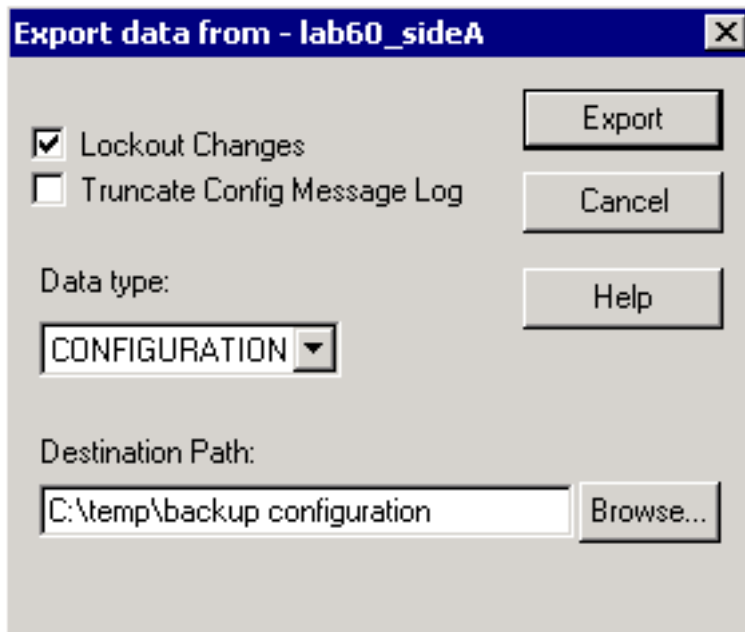 Export data from - lab60_sideA
Lockout Changes
Truncate Config Message Log
Export
Cancel
Help
Data type:
CONFIGURATION
Destination Path:
C:\temp\backup configuration
Browse...